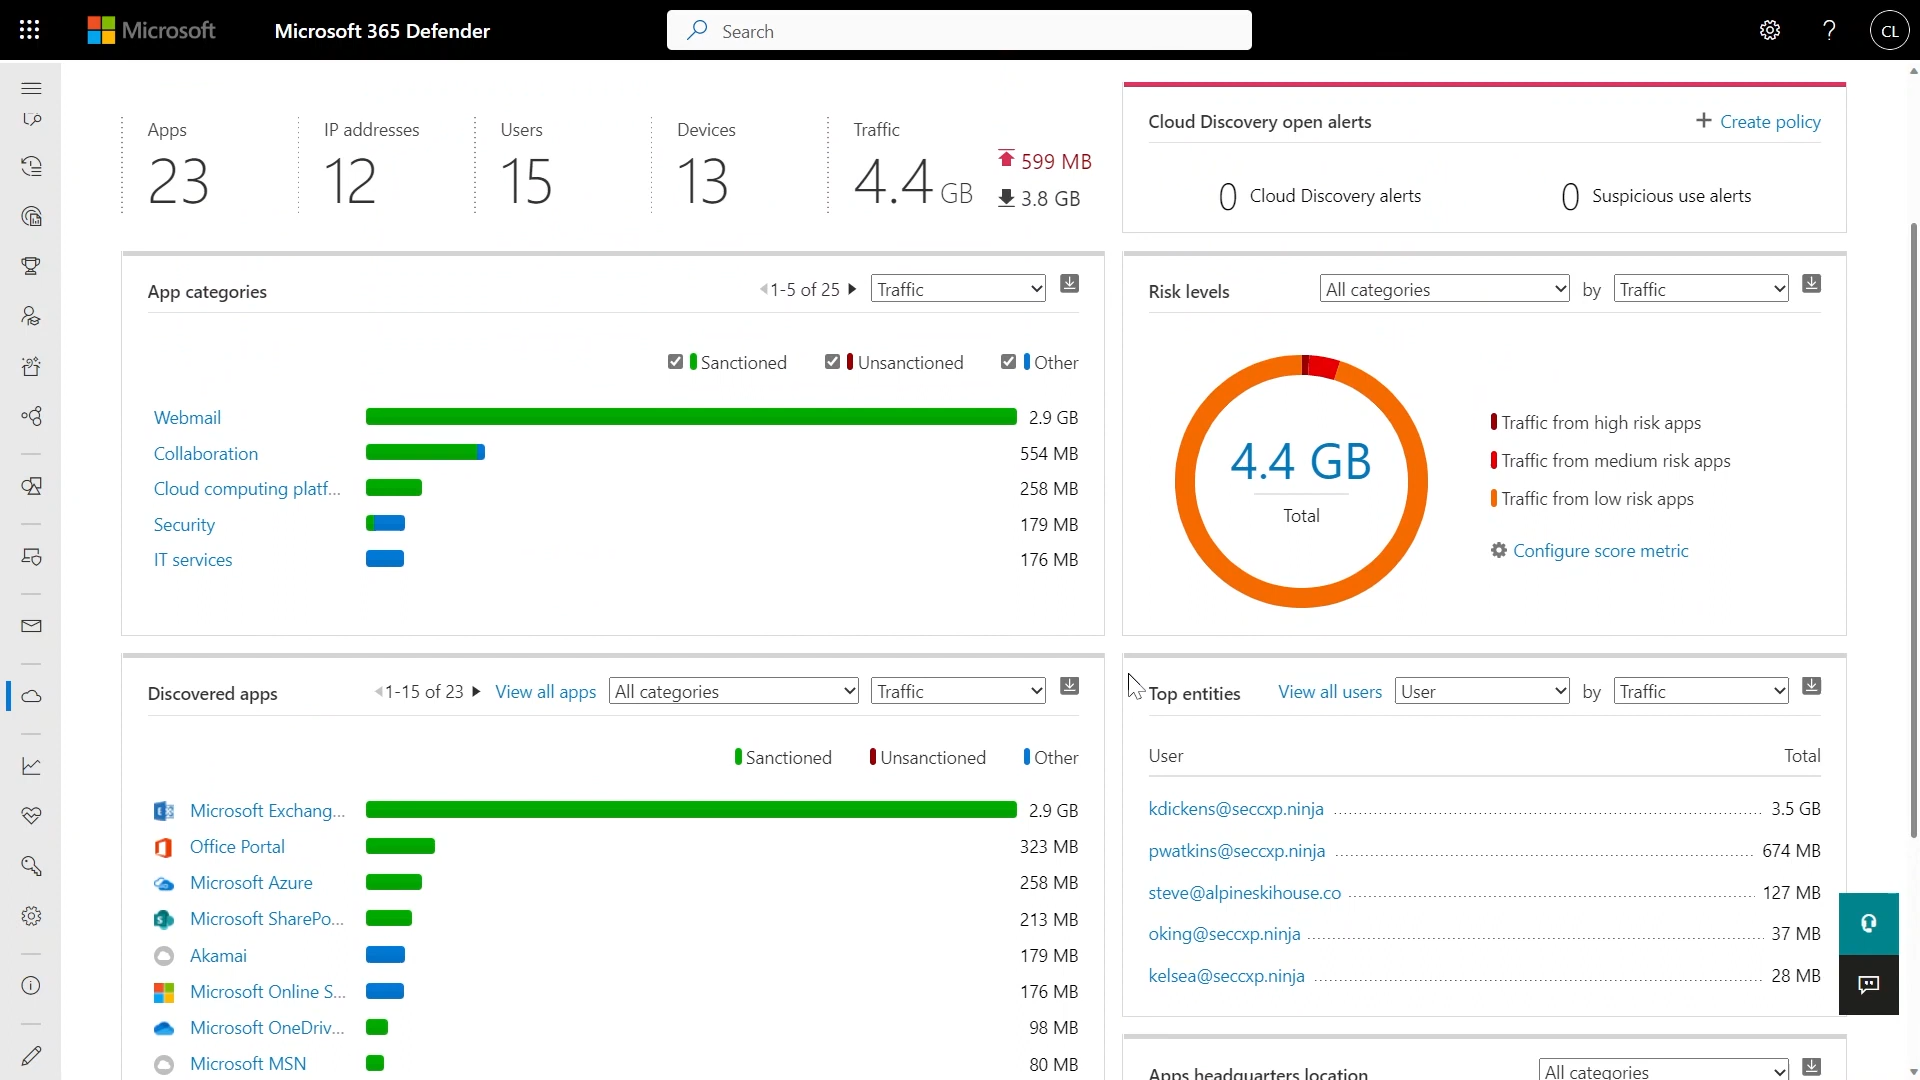 Microsoft
Microsoft 365 Defender
Search
?
CL
Apps
23
IP addresses
12
Users
15
Devices
13
Traffic
4.4 GB
599 MB
3.8 GB
Cloud Discovery open alerts
+ Create policy
0 Cloud Discovery alerts
0 Suspicious use alerts
App categories
1-5 of 25
Traffic
Sanctioned
Unsanctioned
Other
Webmail 2.9 GB
Collaboration 554 MB
Cloud computing platf... 258 MB
Security 179 MB
IT services 176 MB
Risk levels
All categories
by
Traffic
4.4 GB
Total
Traffic from high risk apps
Traffic from medium risk apps
Traffic from low risk apps
Configure score metric
Discovered apps
1-15 of 23
View all apps
All categories
Traffic
Sanctioned
Unsanctioned
Other
Microsoft Exchang... 2.9 GB
Office Portal 323 MB
Microsoft Azure 258 MB
Microsoft SharePo... 213 MB
Akamai 179 MB
Microsoft Online S... 176 MB
Microsoft OneDriv... 98 MB
Microsoft MSN 80 MB
Top entities
View all users
User
by
Traffic
User Total
kdickens@seccxp.ninja 3.5 GB
pwatkins@seccxp.ninja 674 MB
steve@alpineskihouse.co 127 MB
oking@seccxp.ninja 37 MB
kelsea@seccxp.ninja 28 MB
Apps headquarters location
All categories